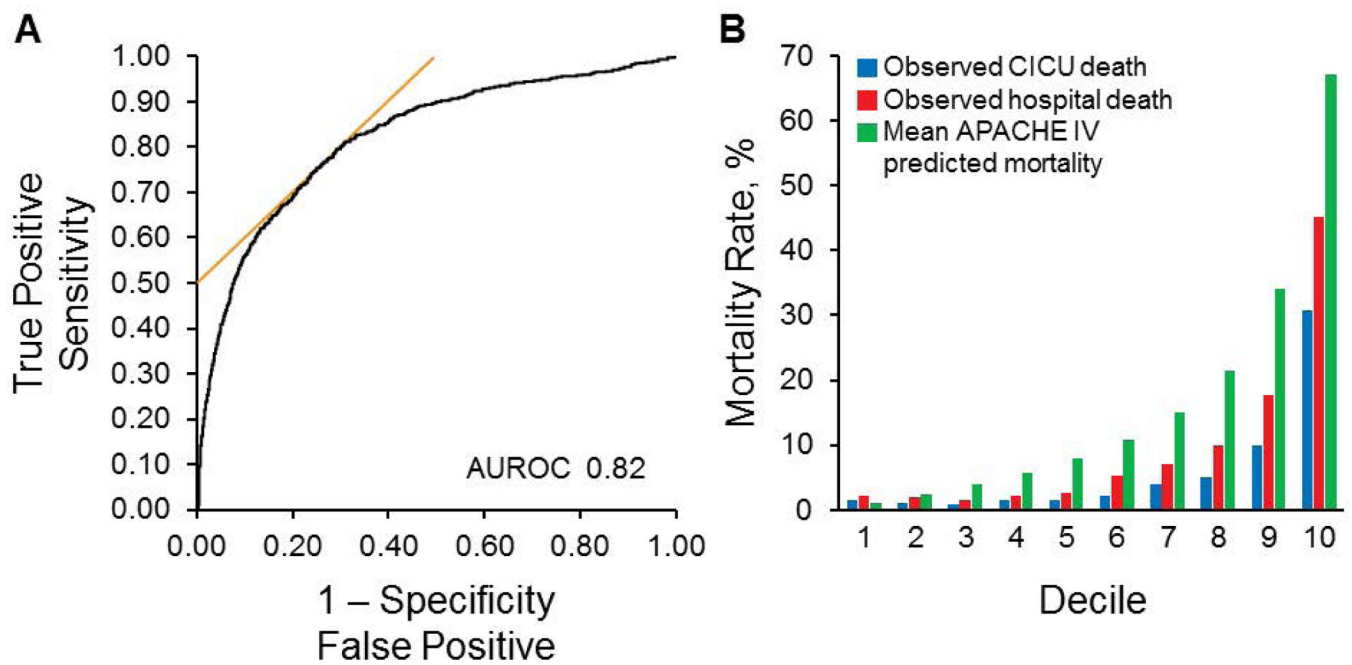 A
True Positive
Sensitivity
1.00
0.90
0.80
0.70
0.60
0.50
0.40
0.30
0.20
0.10
0.00
AUROC 0.82
0.00 0.20 0.40 0.60 0.80 1.00
1 – Specificity
False Positive
B
Mortality Rate, %
70
60
50
40
30
20
10
0
Observed CICU death
Observed hospital death
Mean APACHE IV
predicted mortality
1 2 3 4 5 6 7 8 9 10
Decile